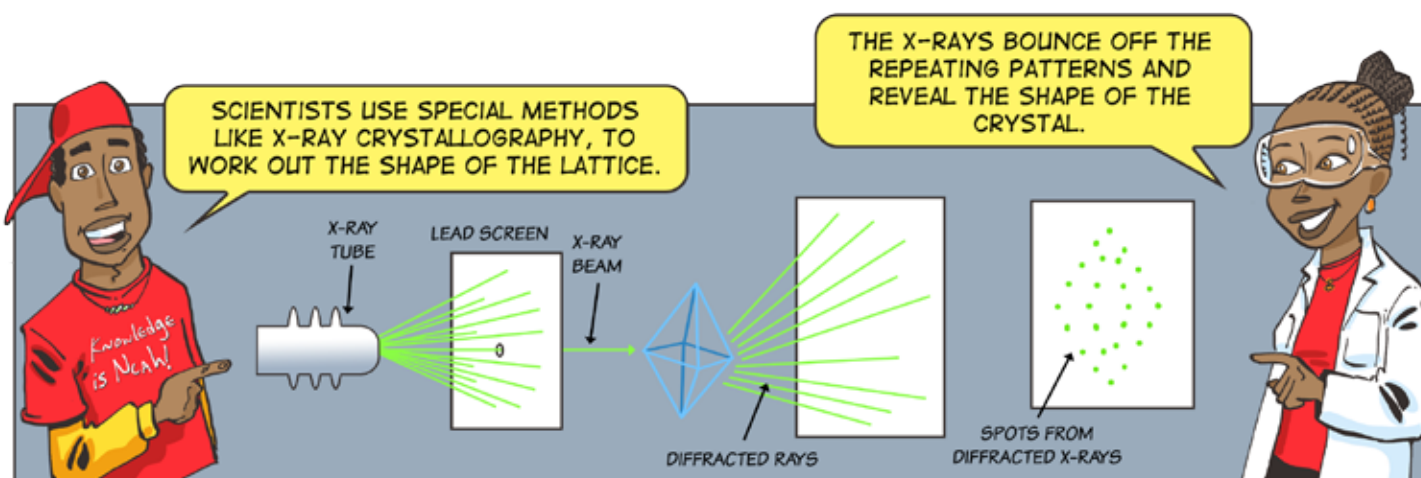 SCIENTISTS USE SPECIAL METHODS
LIKE X-RAY CRYSTALLOGRAPHY, TO
WORK OUT THE SHAPE OF THE LATTICE.
THE X-RAYS BOUNCE OFF THE
REPEATING PATTERNS AND
REVEAL THE SHAPE OF THE
CRYSTAL.
X-RAY
TUBE
LEAD SCREEN
X-RAY
BEAM
Knowledge
is Ncah!
DIFFRACTED RAYS
SPOTS FROM
DIFFRACTED X-RAYS